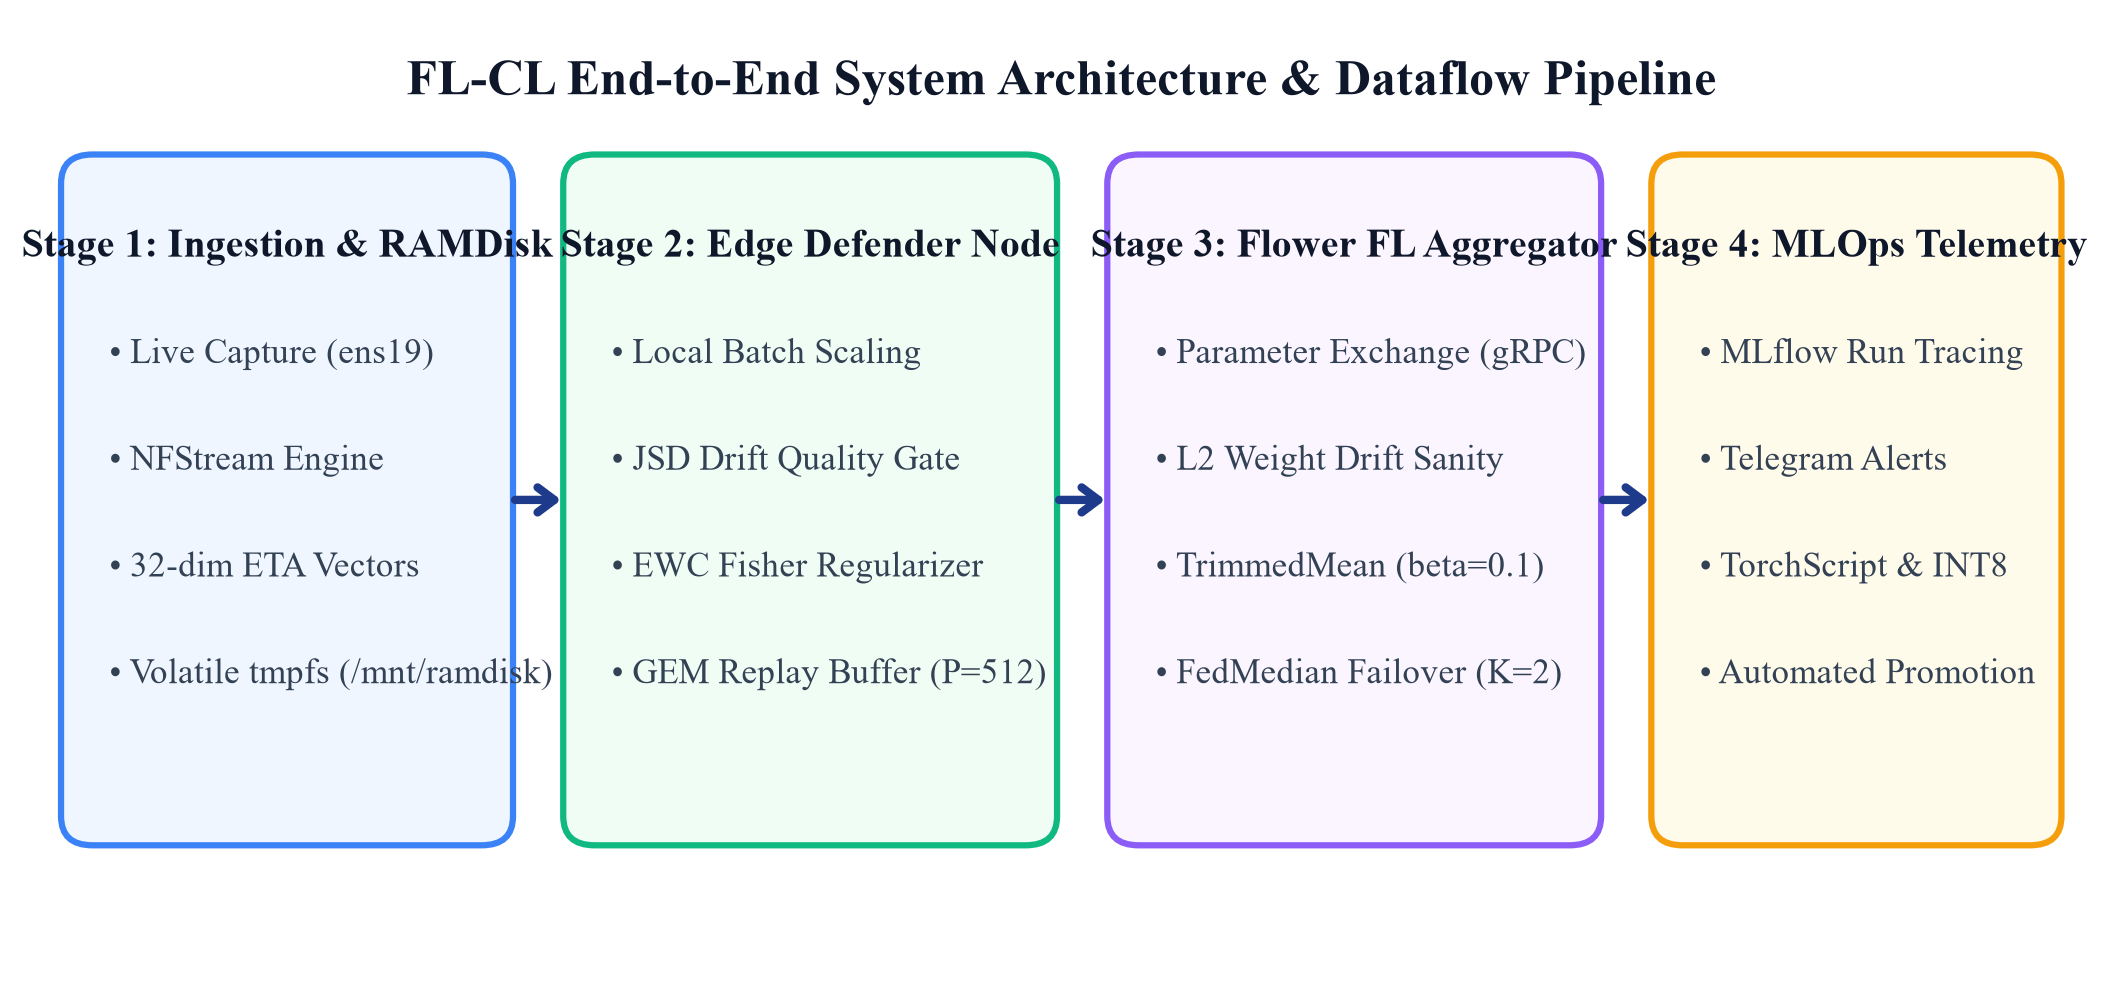 FL-CL End-to-End System Architecture & Dataflow Pipeline
Stage 1: Ingestion & RAMDisk
• Live Capture (ens19)
• NFStream Engine
• 32-dim ETA Vectors
• Volatile tmpfs (/mnt/ramdisk)
Stage 2: Edge Defender Node
• Local Batch Scaling
• JSD Drift Quality Gate
• EWC Fisher Regularizer
• GEM Replay Buffer (P=512)
Stage 3: Flower FL Aggregator
• Parameter Exchange (gRPC)
• L2 Weight Drift Sanity
• TrimmedMean (beta=0.1)
• FedMedian Failover (K=2)
Stage 4: MLOps Telemetry
• MLflow Run Tracing
• Telegram Alerts
• TorchScript & INT8
• Automated Promotion